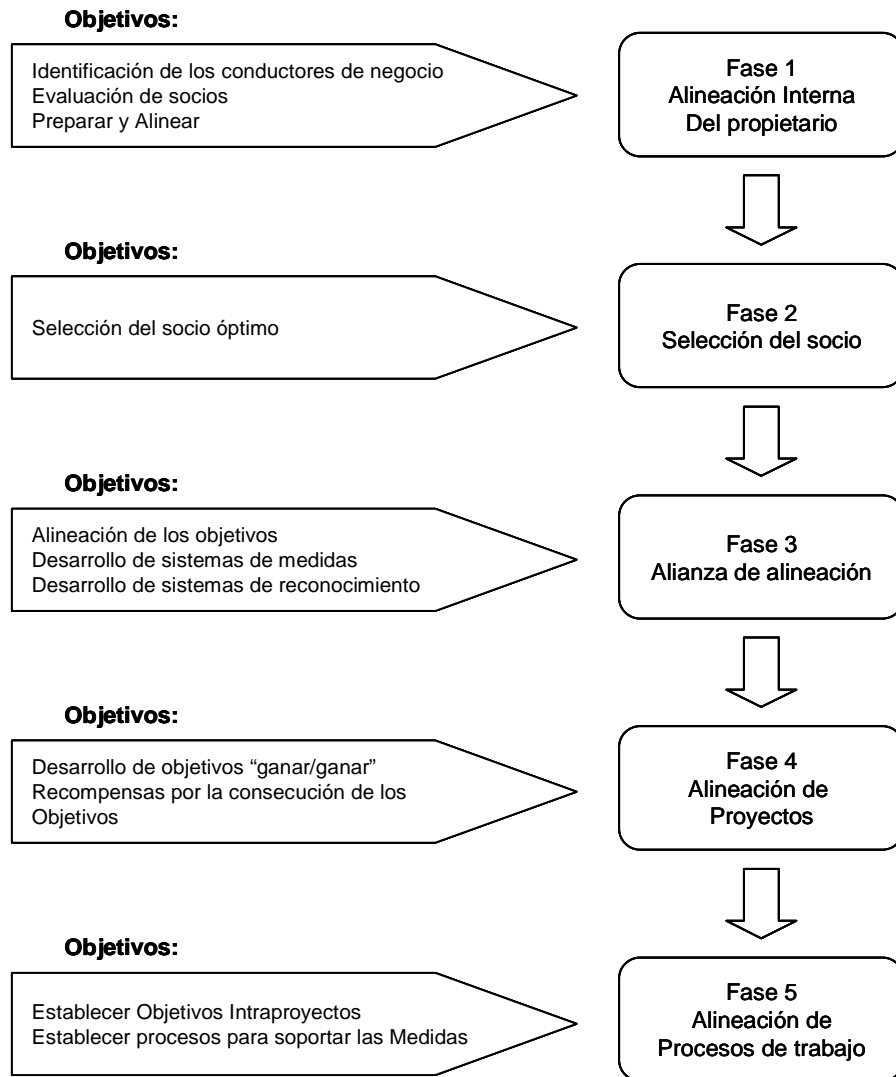 Objetivos:
Identificación de los conductores de negocio
Evaluación de socios
Preparar y Alinear
Fase 1
Alineación Interna
Del propietario
Objetivos:
Selección del socio óptimo
Fase 2
Selección del socio
Objetivos:
Alineación de los objetivos
Desarrollo de sistemas de medidas
Desarrollo de sistemas de reconocimiento
Fase 3
Alianza de alineación
Objetivos:
Desarrollo de objetivos “ganar/ganar”
Recompensas por la consecución de los
Objetivos
Fase 4
Alineación de
Proyectos
Objetivos:
Establecer Objetivos Intraproyectos
Establecer procesos para soportar las Medidas
Fase 5
Alineación de
Procesos de trabajo